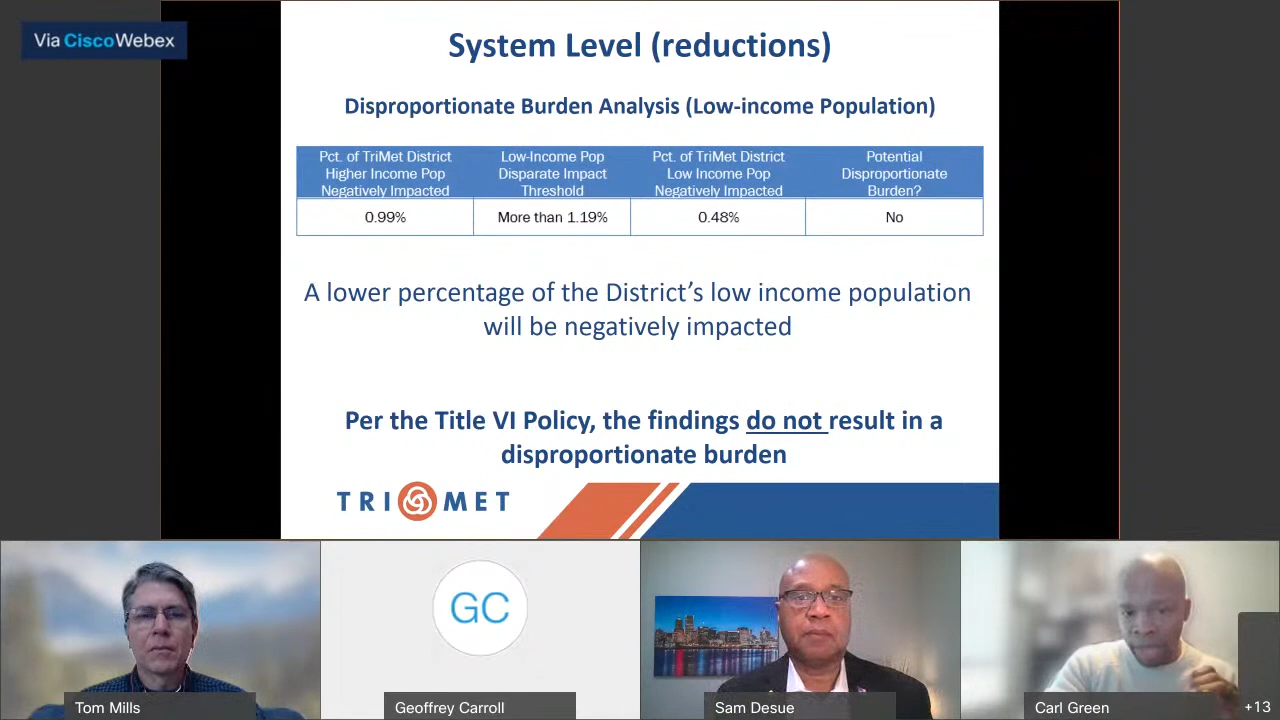 Via Cisco Webex
System Level (reductions)
Disproportionate Burden Analysis (Low-income Population)
Pct. of TriMet District
Higher Income Pop
Negatively Impacted
Low-Income Pop
Disparate Impact
Threshold
Pct. of TriMet District
Low Income Pop
Negatively Impacted
Potential
Disproportionate
Burden?
0.99%
More than 1.19%
0.48%
No
A lower percentage of the District’s low income population
will be negatively impacted
Per the Title VI Policy, the findings do not result in a
disproportionate burden
TRI MET
GC
Tom Mills
Geoffrey Carroll
Sam Desue
Carl Green
+13